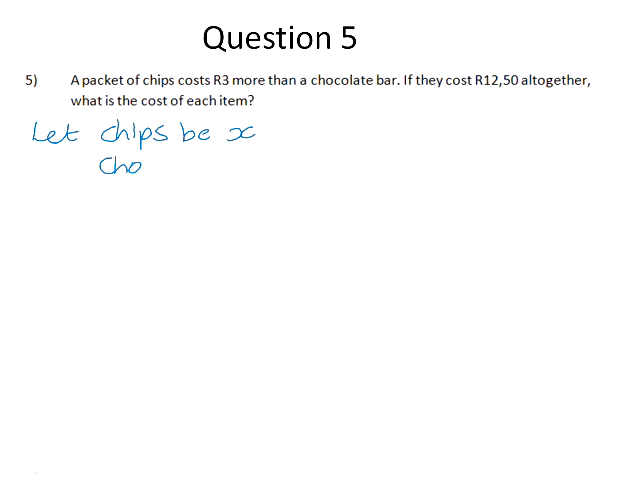 Question 5
5) A packet of chips costs R3 more than a chocolate bar. If they cost R12,50 altogether,
what is the cost of each item?
Let chips be x
Cho